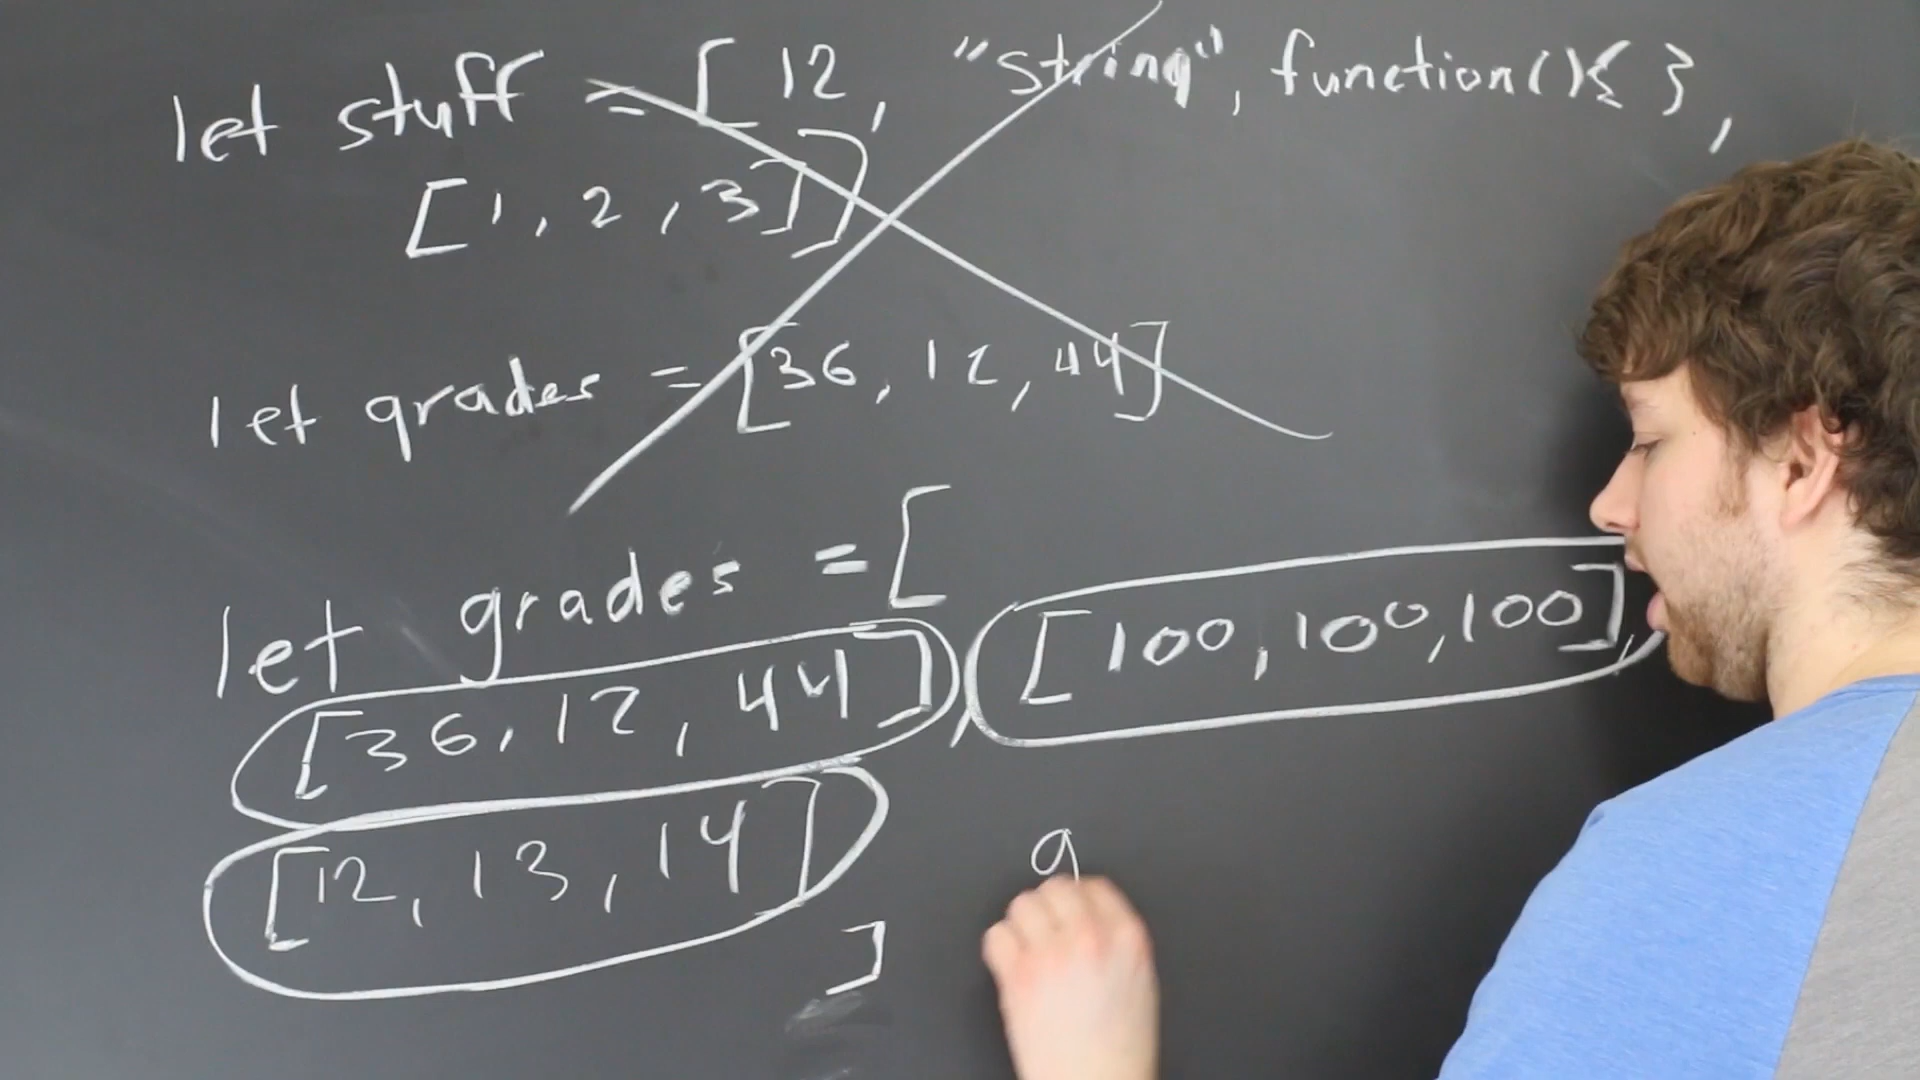 let stuff = [ 12, "string", function(){ },
[1, 2, 3]]
let grades = [36, 12, 44]
let grades = [
[36, 12, 44], [100, 100, 100],
[12, 13, 14]
]
g